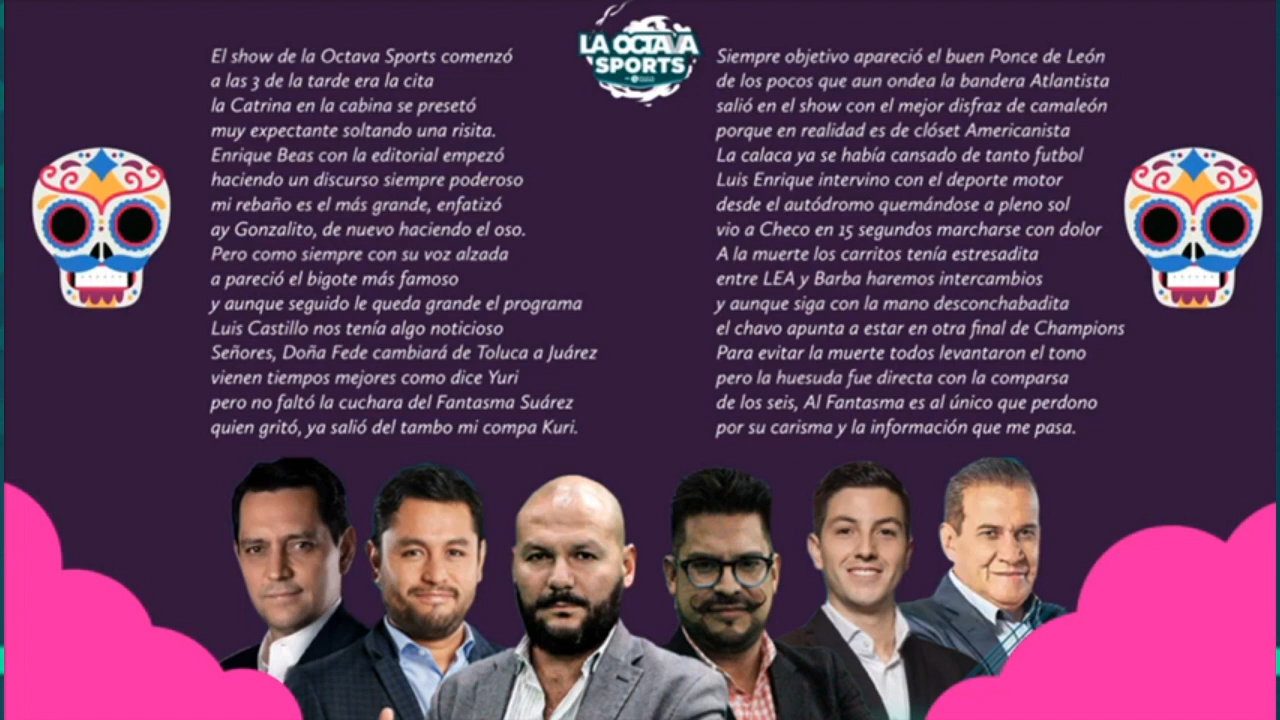 LA OCTAVA
SPORTS
El show de la Octava Sports comenzó
a las 3 de la tarde era la cita
la Catrina en la cabina se presetó
muy expectante soltando una risita.
Enrique Beas con la editorial empezó
haciendo un discurso siempre poderoso
mi rebaño es el más grande, enfatizó
ay Gonzalito, de nuevo haciendo el oso.
Pero como siempre con su voz alzada
a pareció el bigote más famoso
y aunque seguido le queda grande el programa
Luis Castillo nos tenía algo noticioso
Señores, Doña Fede cambiará de Toluca a Juárez
vienen tiempos mejores como dice Yuri
pero no faltó la cuchara del Fantasma Suárez
quien gritó, ya salió del tambo mi compa Kuri.
Siempre objetivo apareció el buen Ponce de León
de los pocos que aun ondea la bandera Atlantista
salió en el show con el mejor disfraz de camaleón
porque en realidad es de clóset Americanista
La calaca ya se había cansado de tanto futbol
Luis Enrique intervino con el deporte motor
desde el autódromo quemándose a pleno sol
vio a Checo en 15 segundos marcharse con dolor
A la muerte los carritos tenía estresadita
entre LEA y Barba haremos intercambios
y aunque siga con la mano desconchabadita
el chavo apunta a estar en otra final de Champions
Para evitar la muerte todos levantaron el tono
pero la huesuda fue directa con la comparsa
de los seis, Al Fantasma es al único que perdono
por su carisma y la información que me pasa.